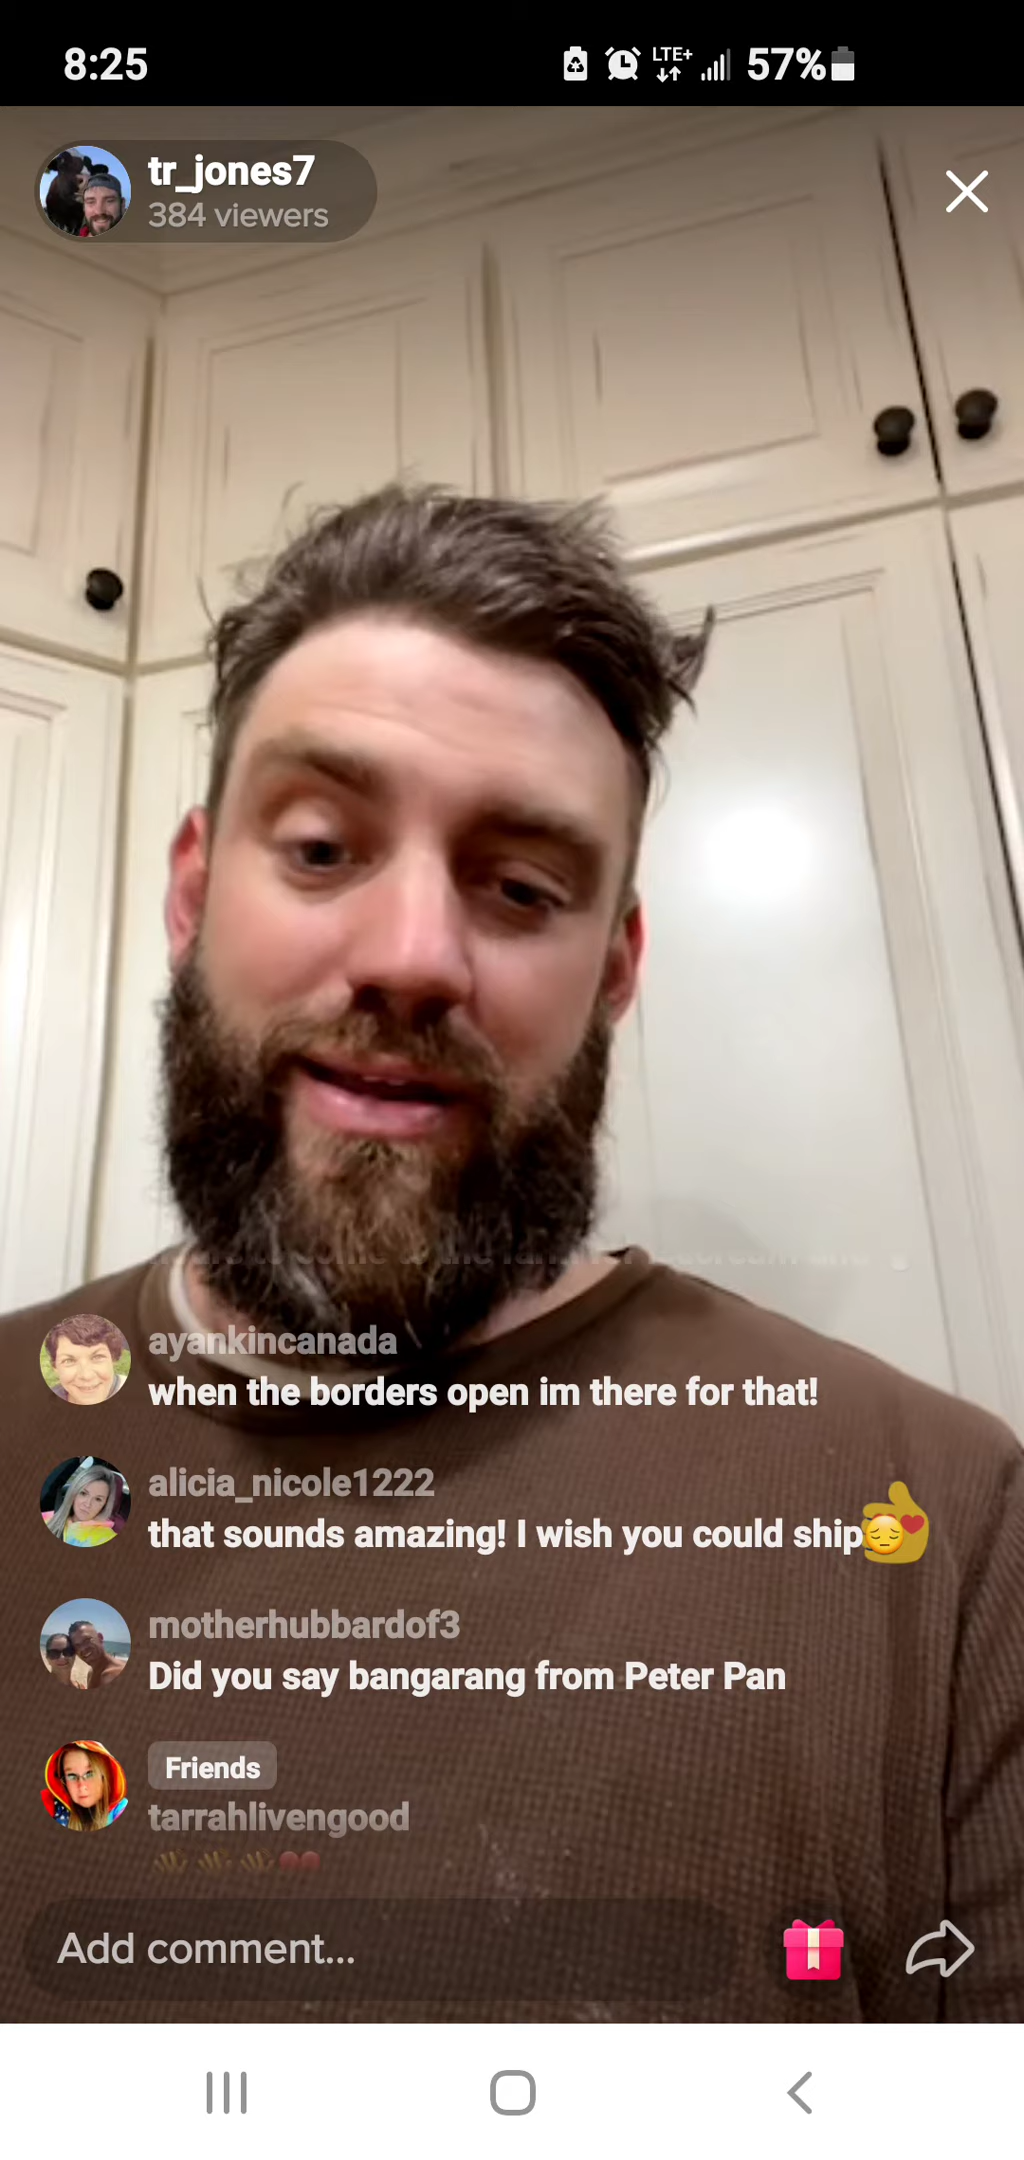 8:25 LTE+ 57%
tr_jones7
384 viewers
ayankincanada
when the borders open im there for that!
alicia_nicole1222
that sounds amazing! I wish you could ship
motherhubbardof3
Did you say bangarang from Peter Pan
Friends
tarrahlivengood
Add comment...